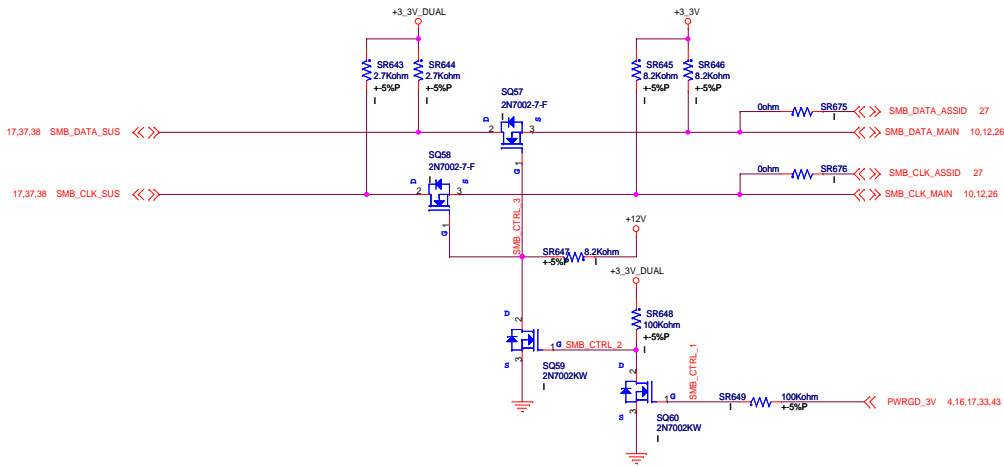 +3_3V_DUAL
+3_3V
SR643
2.7Kohm
+-5%P
I
SR644
2.7Kohm
+-5%P
I
SR645
8.2Kohm
+-5%P
I
SR646
8.2Kohm
+-5%P
I
SQ57
2N7002-7-F
I
0ohm
SR675
I
SMB_DATA_ASSID 27
17,37,38 SMB_DATA_SUS
D
2
3
S
G
1
SMB_DATA_MAIN 10,12,26
SQ58
2N7002-7-F
I
0ohm
SR676
I
SMB_CLK_ASSID 27
17,37,38 SMB_CLK_SUS
D
2
3
S
G
1
SMB_CLK_MAIN 10,12,26
SMB_CTRL_3
+12V
SR647
8.2Kohm
+-5%P
I
+3_3V_DUAL
SR648
100Kohm
+-5%P
I
D
2
1
G
S
3
SMB_CTRL_2
SQ59
2N7002KW
I
SMB_CTRL_1
D
2
1
G
S
3
SR649
I
100Kohm
+-5%P
PWRGD_3V 4,16,17,33,43
SQ60
2N7002KW
I